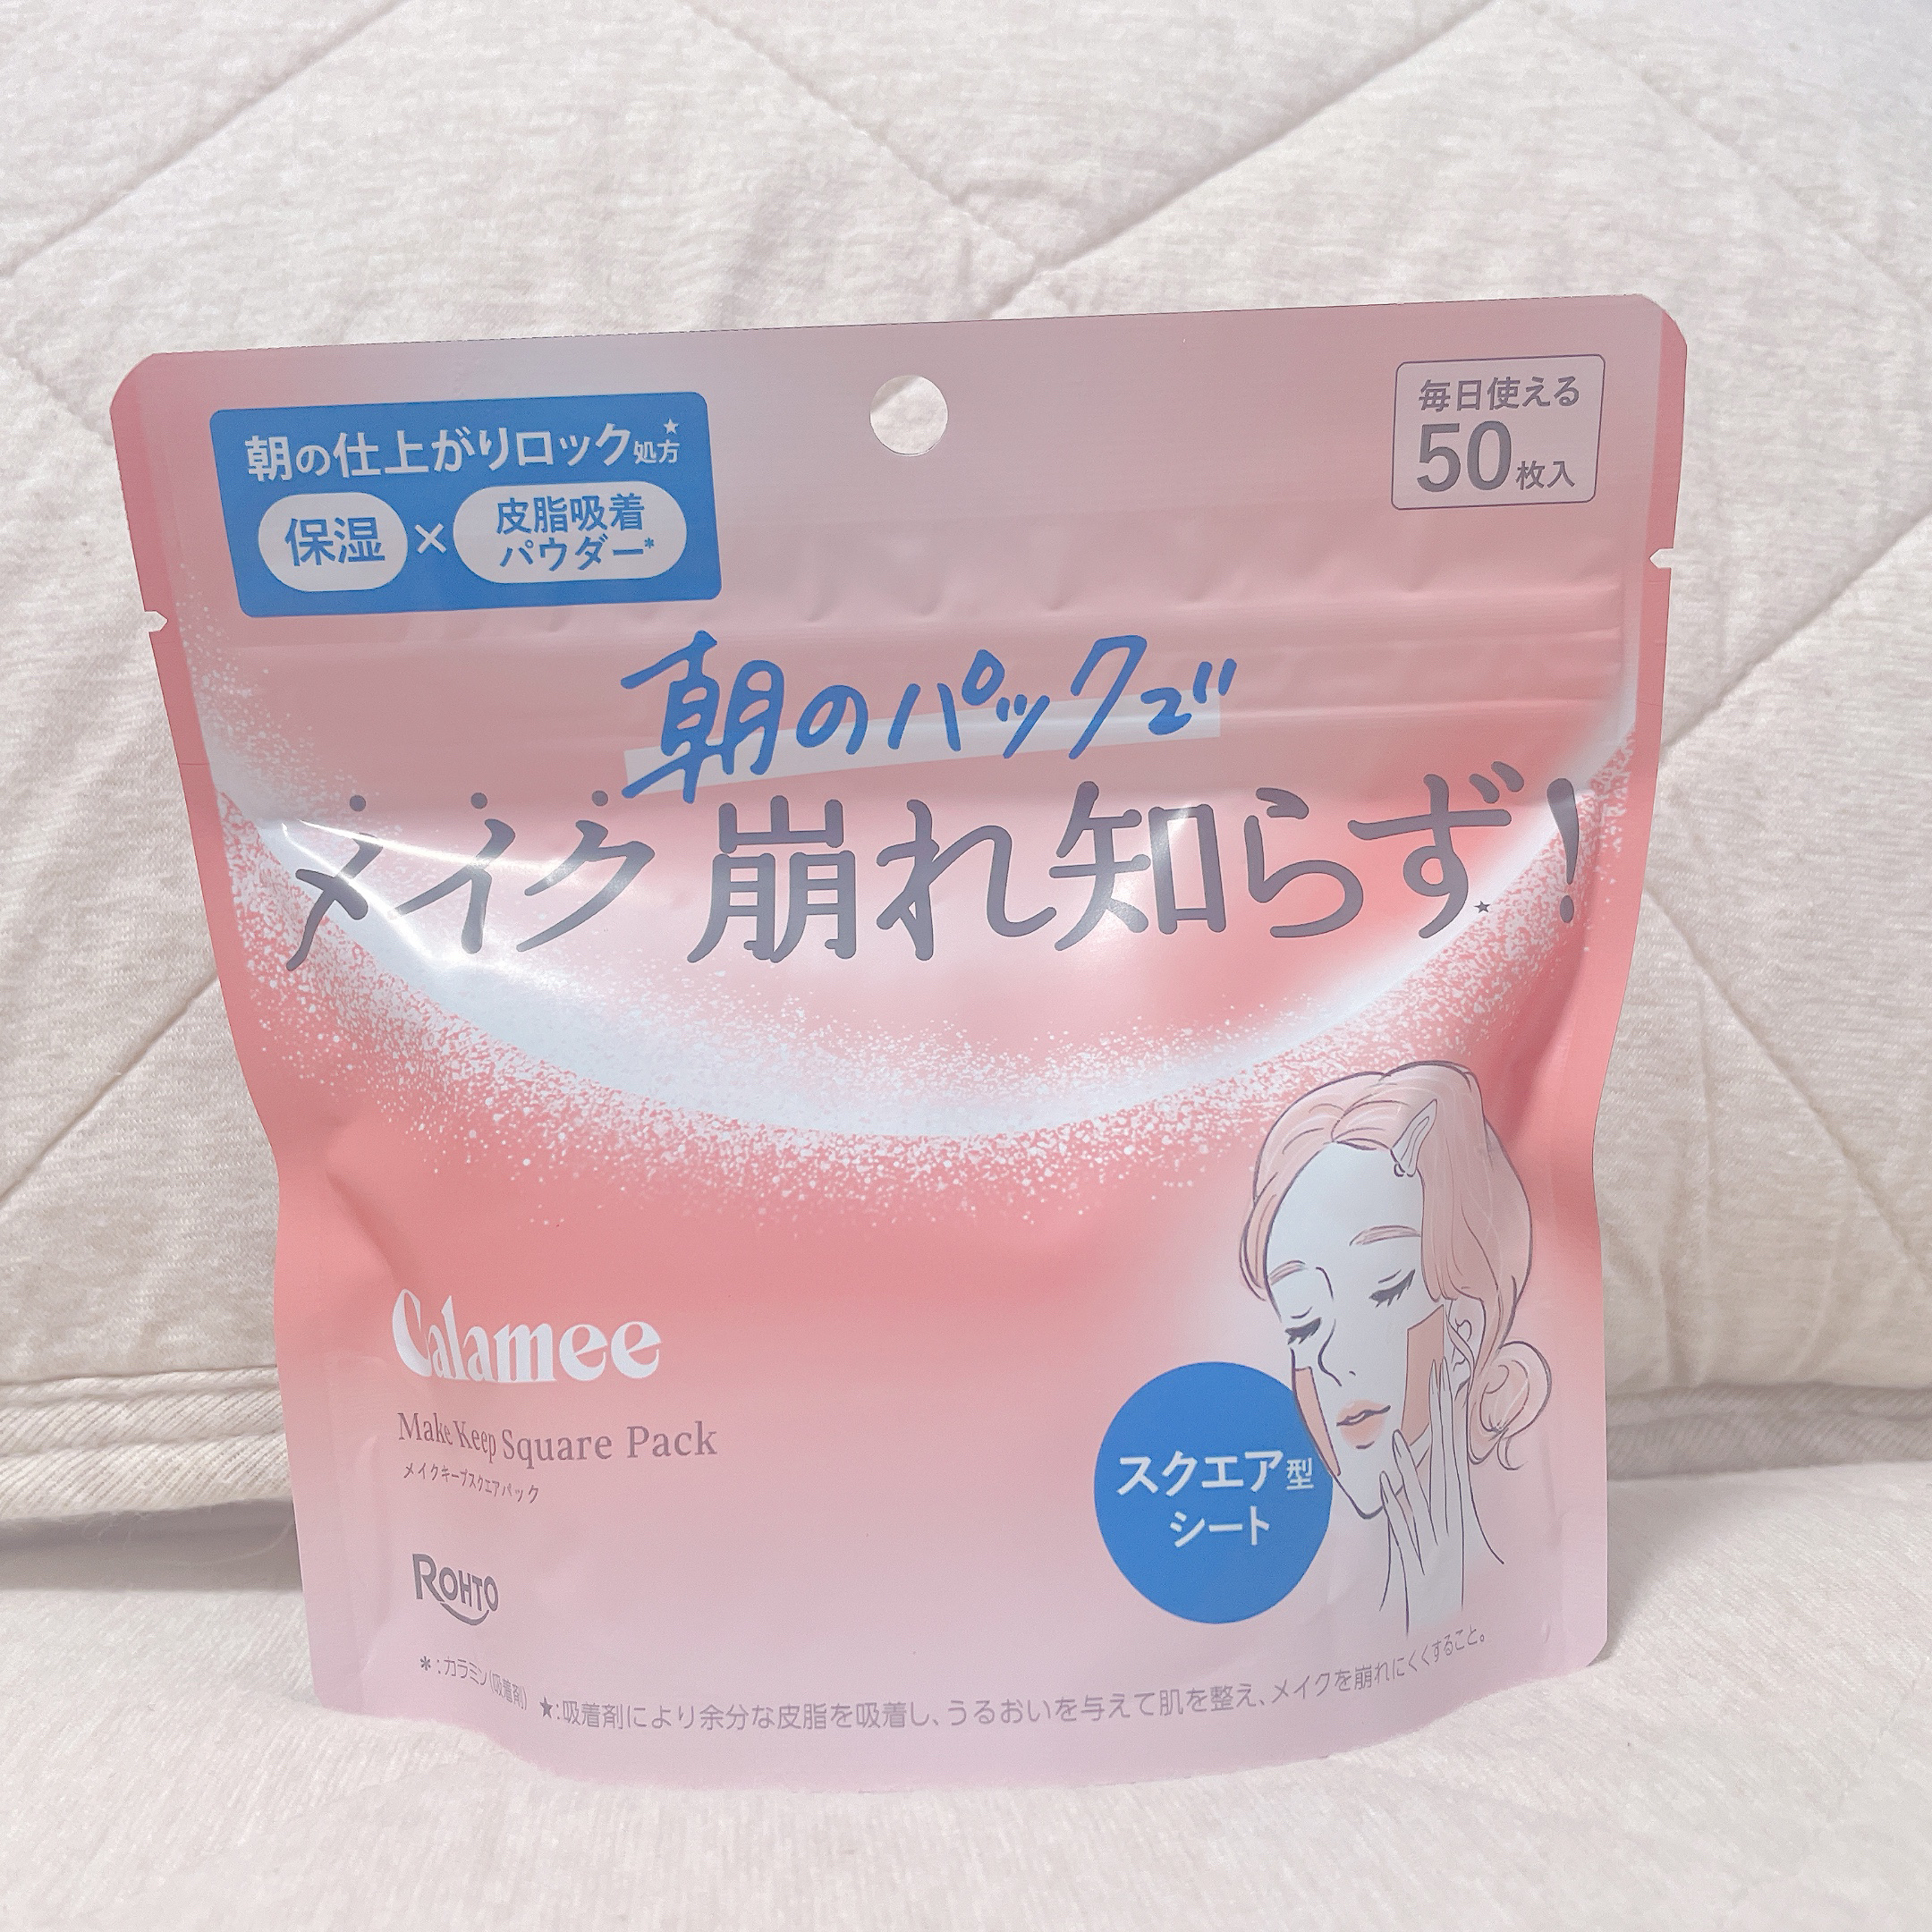 朝の仕上がりロック処方★
保湿×皮脂吸着パウダー*
毎日使える
50枚入
朝のパックで
メイク崩れ知らず★!
Calamee
Make Keep Square Pack
メイクキープスクエアパック
スクエア型
シート
ROHTO
*:カラミン(吸着剤) ★:吸着剤により余分な皮脂を吸着し、うるおいを与えて肌を整え、メイクを崩れにくくすること。